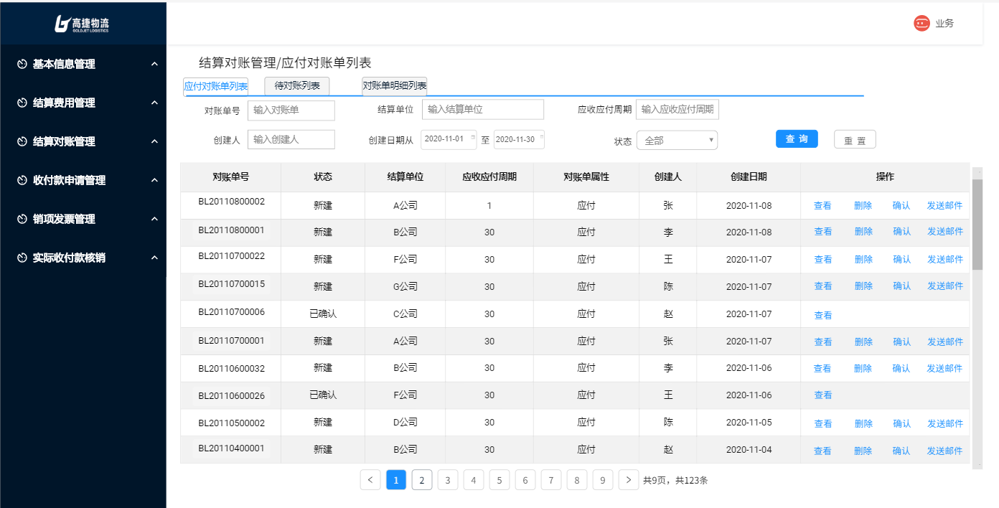 高捷物流
GOLDJET LOGISTICS
业务
基本信息管理
结算费用管理
结算对账管理
收付款申请管理
销项发票管理
实际收付款核销
结算对账管理/应付对账单列表
应付对账单列表 待对账列表 对账单明细列表
对账单号 输入对账单 结算单位 输入结算单位 应收应付周期 输入应收应付周期
创建人 输入创建人 创建日期从 2020-11-01 至 2020-11-30 状态 全部 查 询 重 置
对账单号 状态 结算单位 应收应付周期 对账单属性 创建人 创建日期 操作
BL20110800002 新建 A公司 1 应付 张 2020-11-08 查看 删除 确认 发送邮件
BL20110800001 新建 B公司 30 应付 李 2020-11-08 查看 删除 确认 发送邮件
BL20110700022 新建 F公司 30 应付 王 2020-11-07 查看 删除 确认 发送邮件
BL20110700015 新建 G公司 30 应付 陈 2020-11-07 查看 删除 确认 发送邮件
BL20110700006 已确认 C公司 30 应付 赵 2020-11-07 查看
BL20110700001 新建 A公司 30 应付 张 2020-11-07 查看 删除 确认 发送邮件
BL20110600032 新建 B公司 30 应付 李 2020-11-06 查看 删除 确认 发送邮件
BL20110600026 已确认 F公司 30 应付 王 2020-11-06 查看
BL20110500002 新建 D公司 30 应付 陈 2020-11-05 查看 删除 确认 发送邮件
BL20110400001 新建 B公司 30 应付 赵 2020-11-04 查看 删除 确认 发送邮件
< 1 2 3 4 5 6 7 8 9 > 共9页，共123条